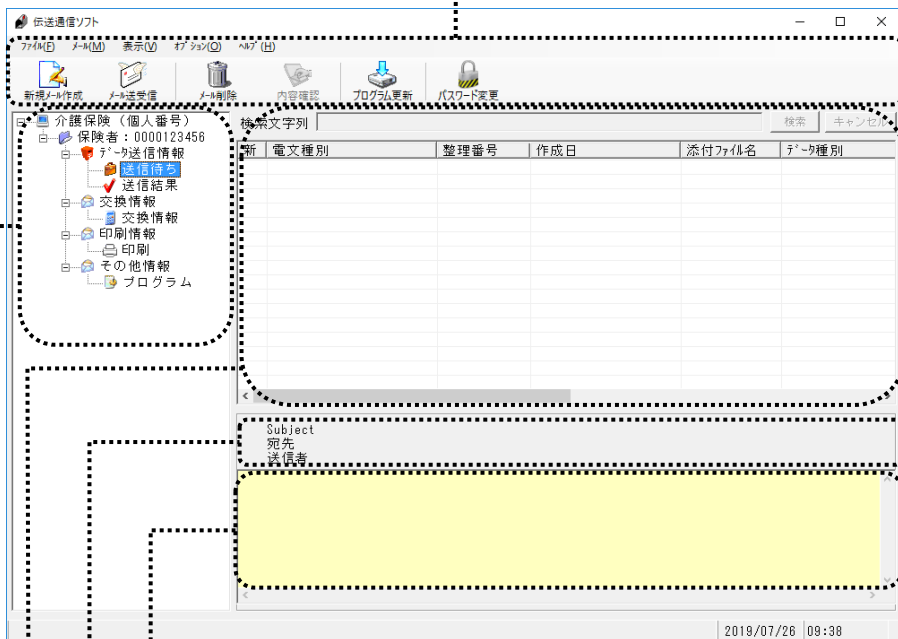 伝送通信ソフト
ﾌｧｲﾙ(F) ﾒｰﾙ(M) 表示(V) ｵﾌﾟｼｮﾝ(O) ﾍﾙﾌﾟ(H)
新規ﾒｰﾙ作成 ﾒｰﾙ送受信 ﾒｰﾙ削除 内容確認 ﾌﾟﾛｸﾞﾗﾑ更新 ﾊﾟｽﾜｰﾄﾞ変更
介護保険（個人番号）
保険者：0000123456
ﾃﾞｰﾀ送信情報
送信待ち
送信結果
交換情報
交換情報
印刷情報
印刷
その他情報
プログラム
検索文字列 検索 キャンセル
新 電文種別 整理番号 作成日 添付ﾌｧｲﾙ名 ﾃﾞｰﾀ種別
Subject
宛先
送信者
2019/07/26 09:38